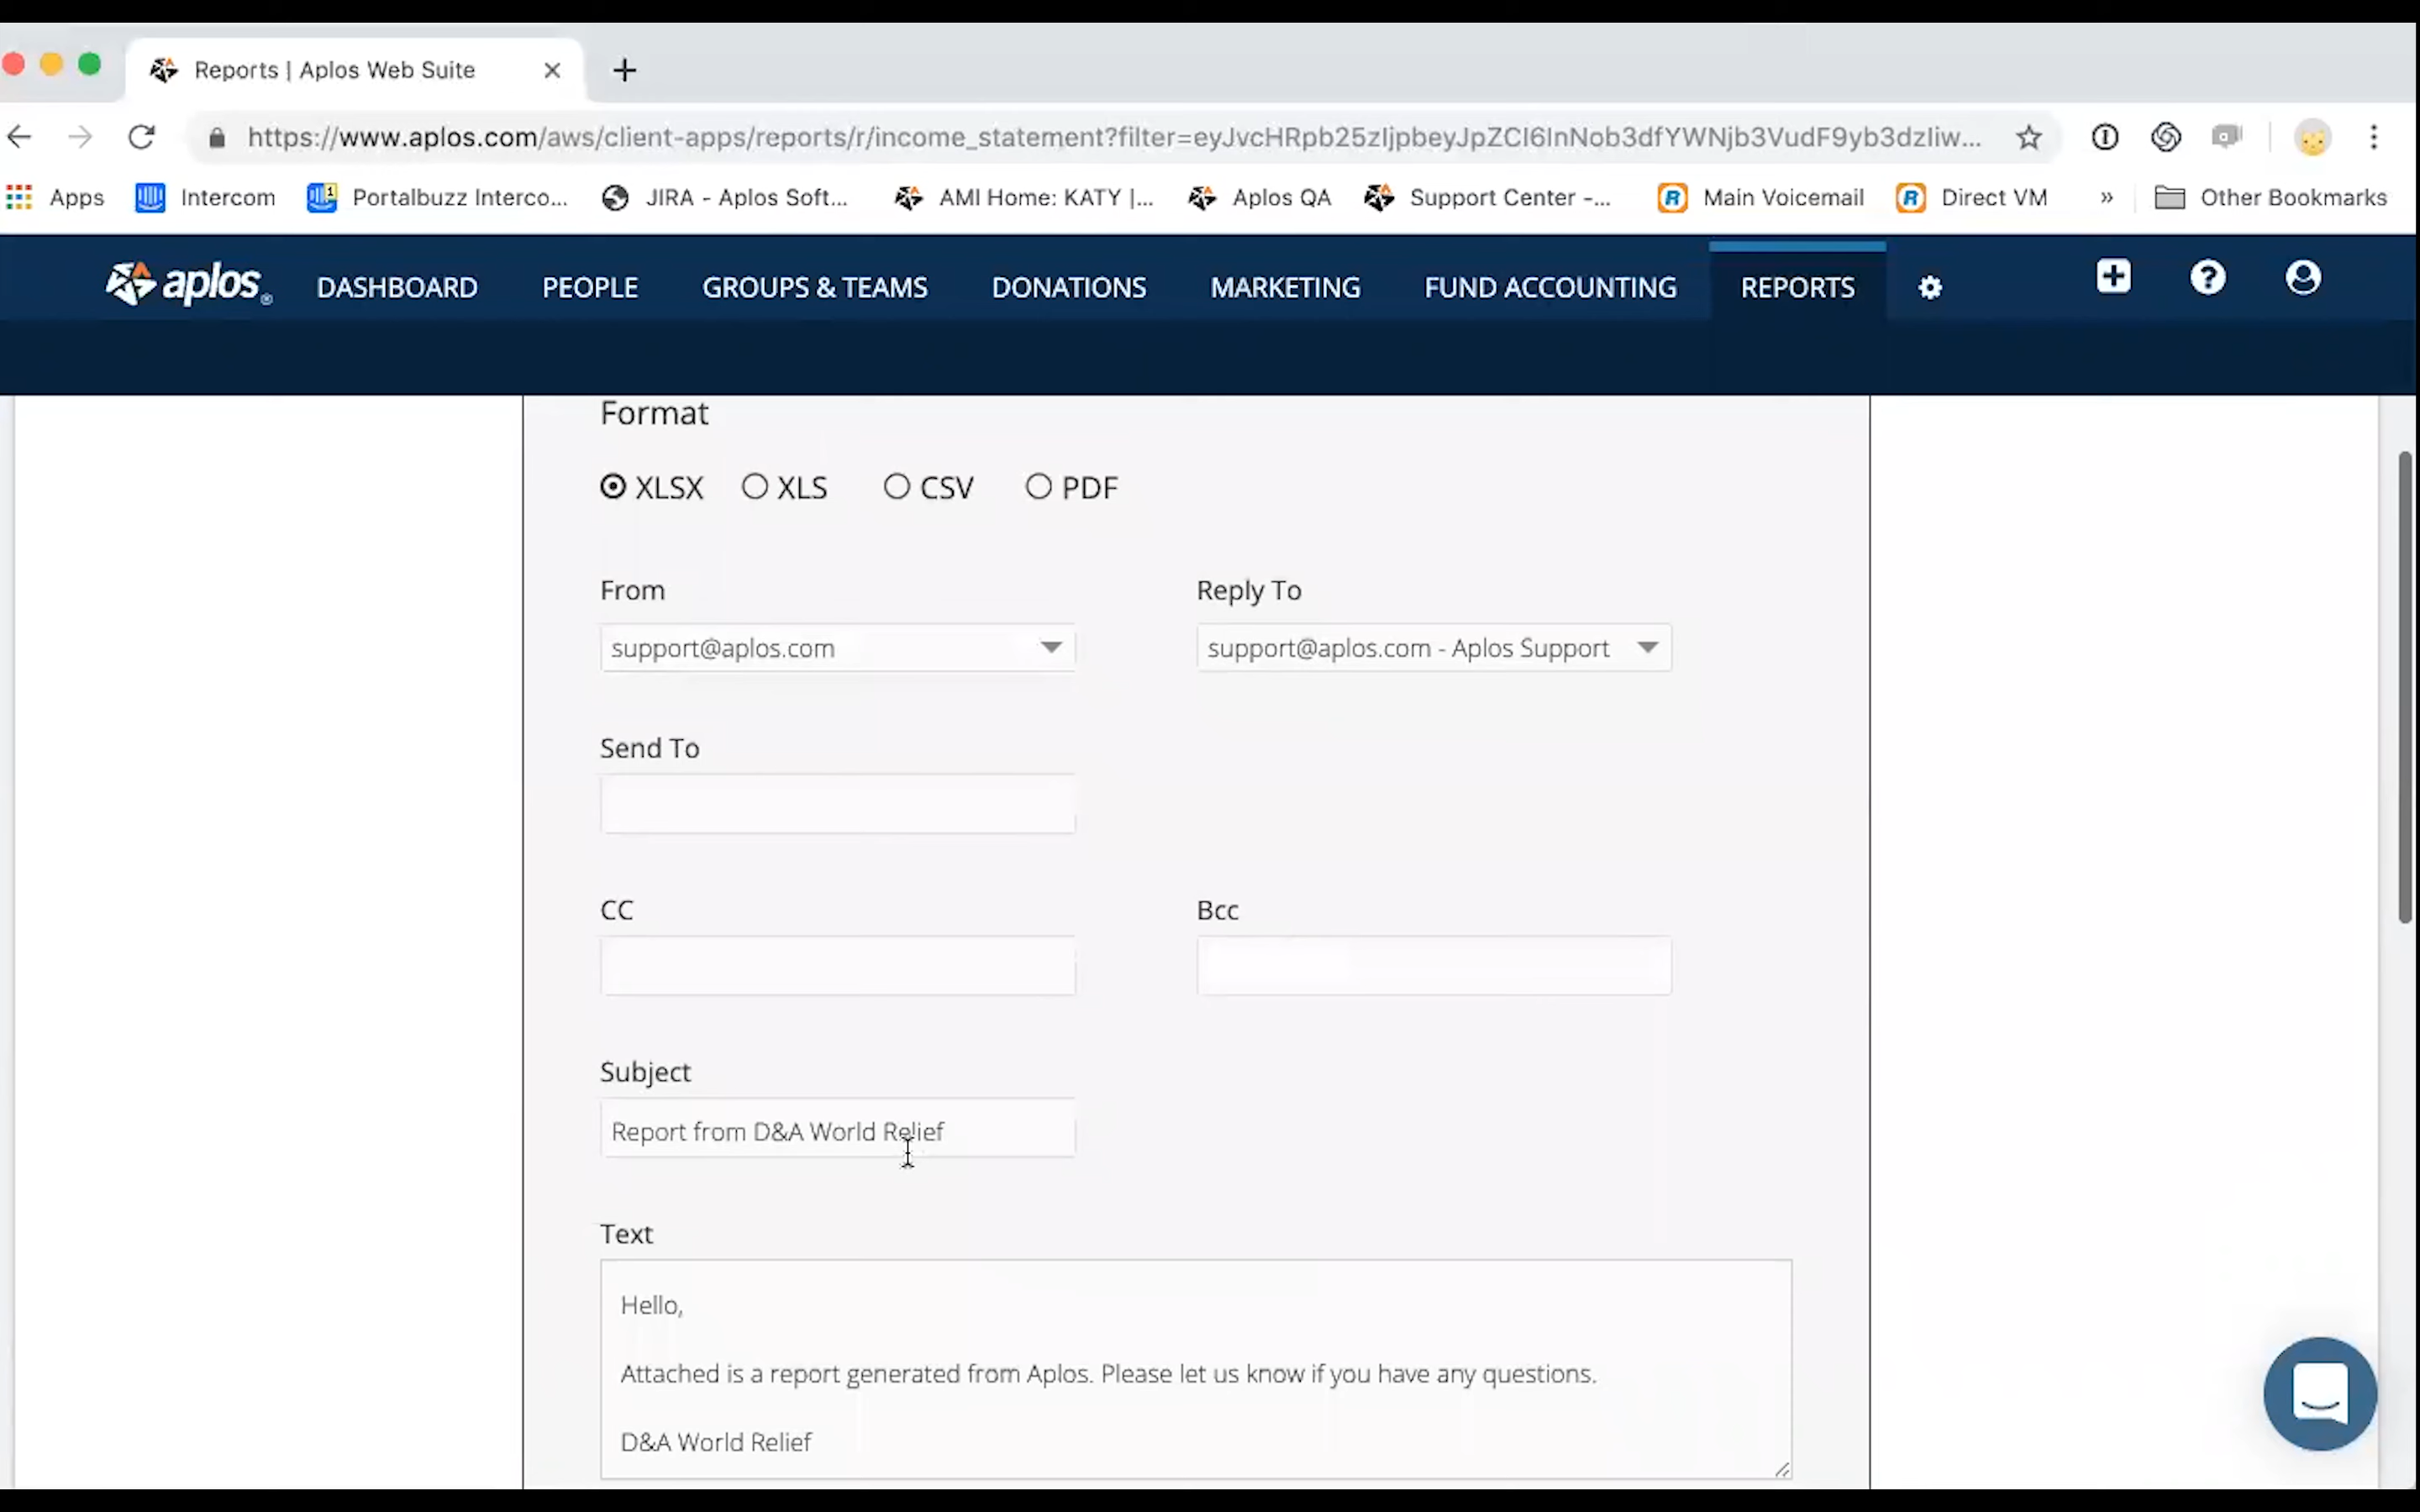 Reports | Aplos Web Suite
https://www.aplos.com/aws/client-apps/reports/r/income_statement?filter=eyJvcHRpb25zIjpbeyJpZCI6InNob3dfYWNjb3VudF9yb3dzIiw...
Apps Intercom Portalbuzz Interco... JIRA - Aplos Soft... AMI Home: KATY |... Aplos QA Support Center -... Main Voicemail Direct VM » Other Bookmarks
aplos® DASHBOARD PEOPLE GROUPS & TEAMS DONATIONS MARKETING FUND ACCOUNTING REPORTS
Format
XLSX XLS CSV PDF
From Reply To
support@aplos.com support@aplos.com - Aplos Support
Send To
CC Bcc
Subject
Report from D&A World Relief
Text
Hello,
Attached is a report generated from Aplos. Please let us know if you have any questions.
D&A World Relief